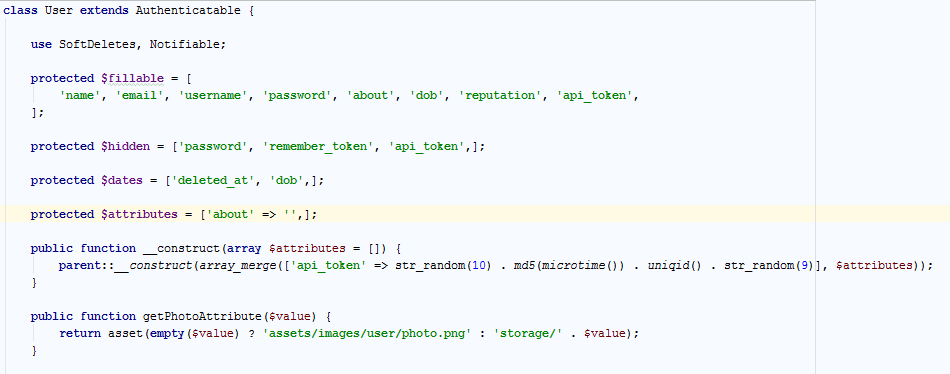 class User extends Authenticatable {
use SoftDeletes, Notifiable;
protected $fillable = [
'name', 'email', 'username', 'password', 'about', 'dob', 'reputation', 'api_token',
];
protected $hidden = ['password', 'remember_token', 'api_token',];
protected $dates = ['deleted_at', 'dob',];
protected $attributes = ['about' => '',];
public function __construct(array $attributes = []) {
parent::__construct(array_merge(['api_token' => str_random(10) . md5(microtime()) . uniqid() . str_random(9)], $attributes));
}
public function getPhotoAttribute($value) {
return asset(empty($value) ? 'assets/images/user/photo.png' : 'storage/' . $value);
}